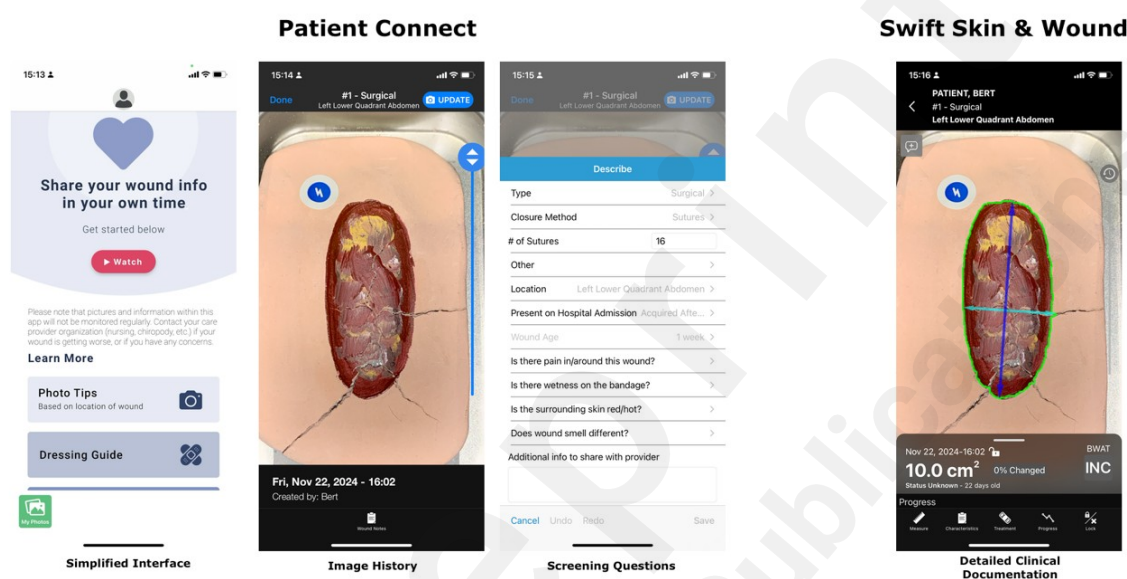 Patient Connect
Swift Skin & Wound
15:13
Share your wound info
in your own time
Get started below
Watch
Please note that pictures and information within this
app will not be monitored regularly. Contact your care
provider organization (nursing, chiropody, etc.) if your
wound is getting worse, or if you have any concerns.
Learn More
Photo Tips
Based on location of wound
Dressing Guide
My Photos
Simplified Interface
15:14
Done
#1 - Surgical
Left Lower Quadrant Abdomen
UPDATE
Fri, Nov 22, 2024 - 16:02
Created by: Bert
Wound Notes
Image History
15:15
Done
#1 - Surgical
Left Lower Quadrant Abdomen
UPDATE
Describe
Type Surgical >
Closure Method Sutures >
# of Sutures 16
Other >
Location Left Lower Quadrant Abdomen >
Present on Hospital Admission Acquired Afte... >
Wound Age 1 week >
Is there pain in/around this wound? >
Is there wetness on the bandage? >
Is the surrounding skin red/hot? >
Does wound smell different? >
Additional info to share with provider
Cancel Undo Redo Save
Screening Questions
15:16
PATIENT, BERT
#1 - Surgical
Left Lower Quadrant Abdomen
Nov 22, 2024-16:02
BWAT
10.0 cm² 0% Changed INC
Status Unknown - 22 days old
Progress
Measure Characteristics Treatment Progress Lock
Detailed Clinical
Documentation